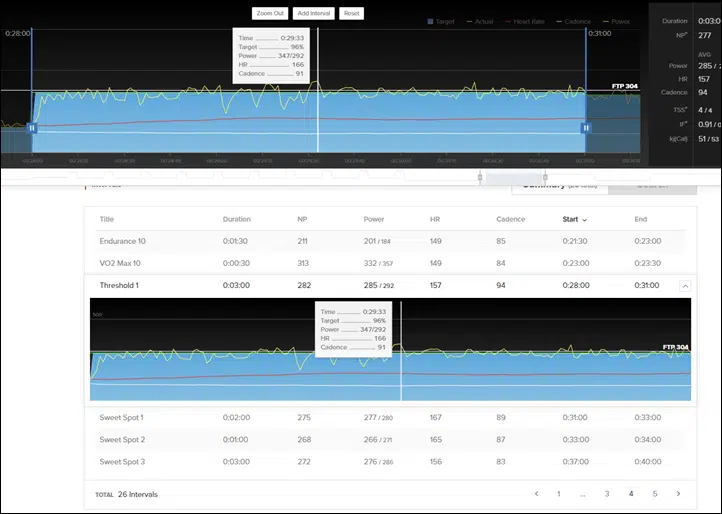 Zoom Out Add Interval Reset
Target Actual Heart Rate Cadence Power
0:28:00
0:31:00
Time 0:29:33
Target 96%
Power 347/292
HR 166
Cadence 91
FTP 304
Duration 0:03:0
NP 277
AVG
Power 285 / 2
HR 157
Cadence 94
TSS 4 / 4
IF 0.91 / 0
kj(Cal) 51 / 53
Title Duration NP Power HR Cadence Start End
Endurance 10 0:01:30 211 201 / 184 149 85 0:21:30 0:23:00
VO2 Max 10 0:00:30 313 332 / 357 149 84 0:23:00 0:23:30
Threshold 1 0:03:00 282 285 / 292 157 94 0:28:00 0:31:00
Time 0:29:33
Target 96%
Power 347/292
HR 166
Cadence 91
FTP 304
Sweet Spot 1 0:02:00 275 277 / 280 167 89 0:31:00 0:33:00
Sweet Spot 2 0:01:00 268 266 / 271 165 87 0:33:00 0:34:00
Sweet Spot 3 0:03:00 272 276 / 286 156 83 0:37:00 0:40:00
TOTAL 26 Intervals
1 ... 3 4 5